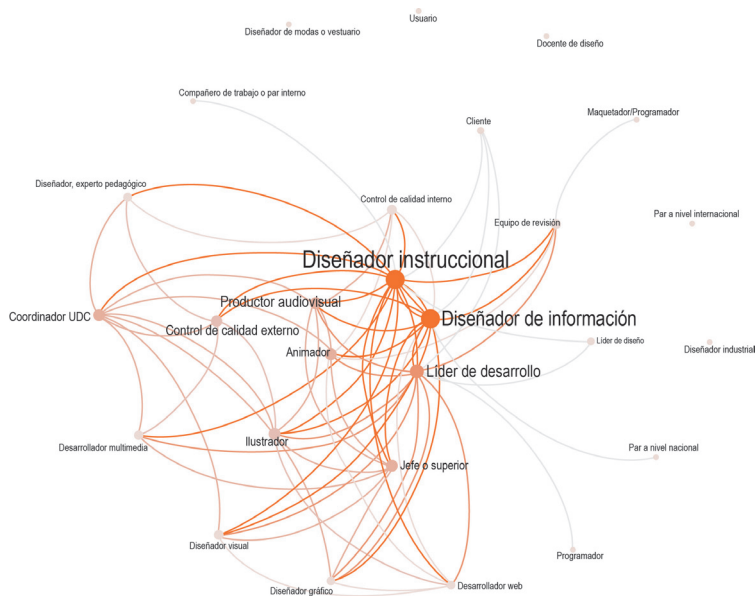 Usuario
Diseñador de modas o vestuario
Docente de diseño
Compañero de trabajo o par interno
Maquetador/Programador
Cliente
Diseñador, experto pedagógico
Control de calidad interno
Equipo de revisión
Par a nivel internacional
Diseñador instruccional
Productor audiovisual
Coordinador UDC
Diseñador de información
Control de calidad externo
Líder de diseño
Diseñador industrial
Animador
Líder de desarrollo
Desarrollador multimedia
Ilustrador
Par a nivel nacional
Jefe o superior
Diseñador visual
Programador
Diseñador gráfico
Desarrollador web